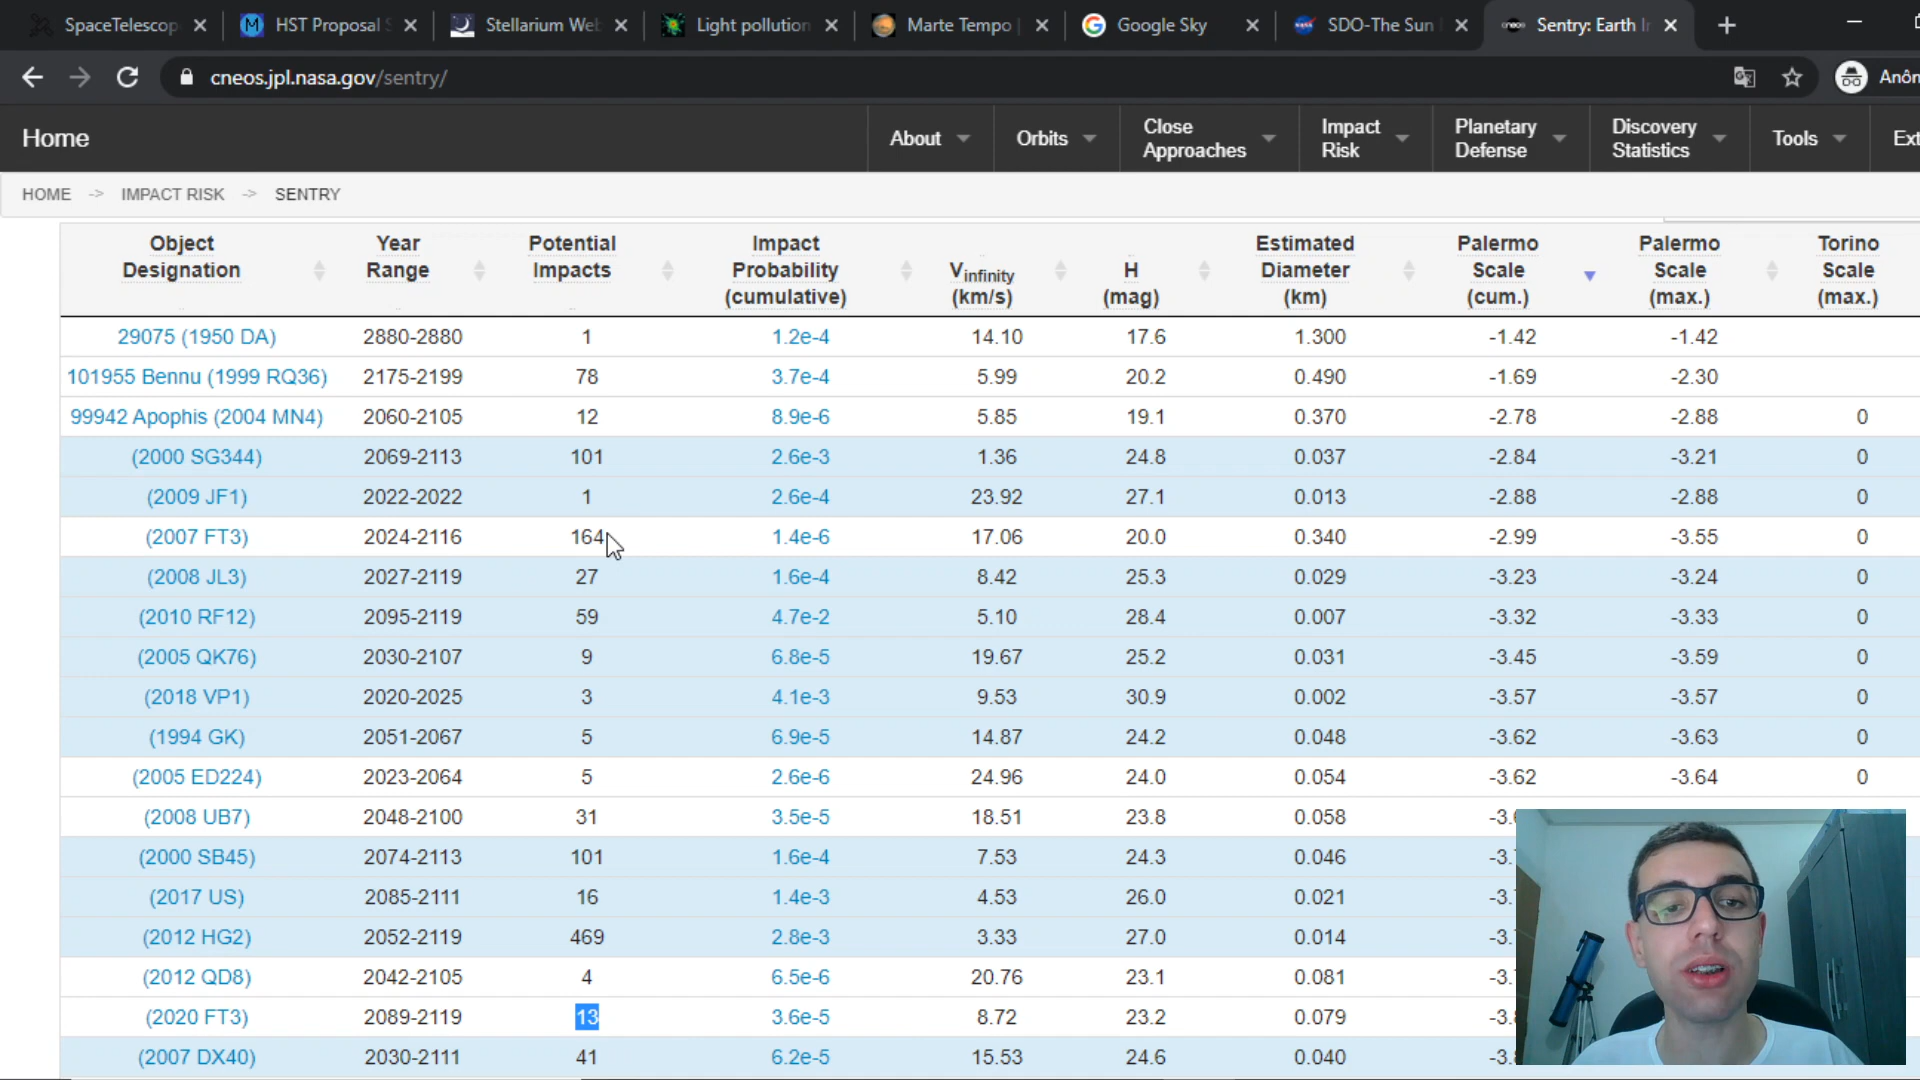 SpaceTelescop HST Proposal S Stellarium Web Light pollution Marte Tempo Google Sky SDO-The Sun Sentry: Earth Im
cneos.jpl.nasa.gov/sentry/ Anôn
Home About Orbits Close Approaches Impact Risk Planetary Defense Discovery Statistics Tools Ext
HOME -> IMPACT RISK -> SENTRY
Object Designation Year Range Potential Impacts Impact Probability (cumulative) Vinfinity (km/s) H (mag) Estimated Diameter (km) Palermo Scale (cum.) Palermo Scale (max.) Torino Scale (max.)
29075 (1950 DA) 2880-2880 1 1.2e-4 14.10 17.6 1.300 -1.42 -1.42
101955 Bennu (1999 RQ36) 2175-2199 78 3.7e-4 5.99 20.2 0.490 -1.69 -2.30
99942 Apophis (2004 MN4) 2060-2105 12 8.9e-6 5.85 19.1 0.370 -2.78 -2.88 0
(2000 SG344) 2069-2113 101 2.6e-3 1.36 24.8 0.037 -2.84 -3.21 0
(2009 JF1) 2022-2022 1 2.6e-4 23.92 27.1 0.013 -2.88 -2.88 0
(2007 FT3) 2024-2116 164 1.4e-6 17.06 20.0 0.340 -2.99 -3.55 0
(2008 JL3) 2027-2119 27 1.6e-4 8.42 25.3 0.029 -3.23 -3.24 0
(2010 RF12) 2095-2119 59 4.7e-2 5.10 28.4 0.007 -3.32 -3.33 0
(2005 QK76) 2030-2107 9 6.8e-5 19.67 25.2 0.031 -3.45 -3.59 0
(2018 VP1) 2020-2025 3 4.1e-3 9.53 30.9 0.002 -3.57 -3.57 0
(1994 GK) 2051-2067 5 6.9e-5 14.87 24.2 0.048 -3.62 -3.63 0
(2005 ED224) 2023-2064 5 2.6e-6 24.96 24.0 0.054 -3.62 -3.64 0
(2008 UB7) 2048-2100 31 3.5e-5 18.51 23.8 0.058
(2000 SB45) 2074-2113 101 1.6e-4 7.53 24.3 0.046
(2017 US) 2085-2111 16 1.4e-3 4.53 26.0 0.021
(2012 HG2) 2052-2119 469 2.8e-3 3.33 27.0 0.014
(2012 QD8) 2042-2105 4 6.5e-6 20.76 23.1 0.081
(2020 FT3) 2089-2119 13 3.6e-5 8.72 23.2 0.079
(2007 DX40) 2030-2111 41 6.2e-5 15.53 24.6 0.040